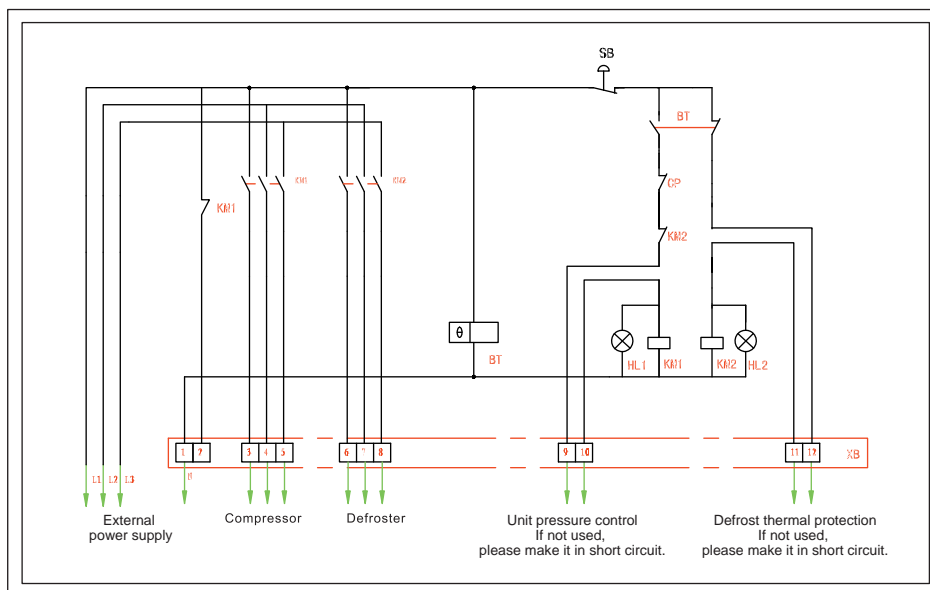 SB
BT
KM1
KM2
CP
KM1
KM2
θ
BT
HL1
KM1
KM2
HL2
1
2
3
4
5
6
7
8
9
10
11
12
XB
L1
L2
L3
External
power supply
Compressor
Defroster
Unit pressure control
If not used,
please make it in short circuit.
Defrost thermal protection
If not used,
please make it in short circuit.